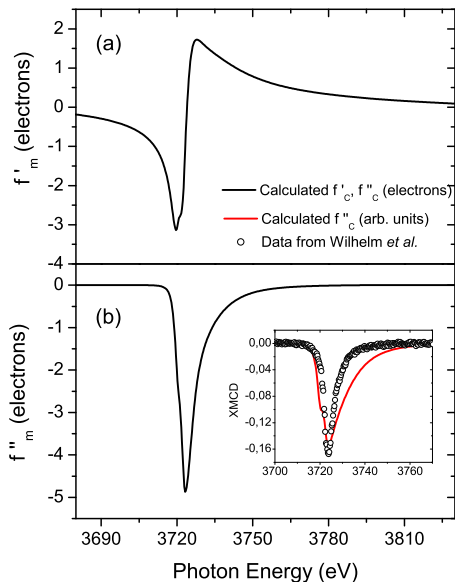 2
(a)
1
0
-1
-2
-3
-4
f 'm (electrons)
Calculated f 'C, f "C (electrons)
Calculated f "C (arb. units)
Data from Wilhelm et al.
0
(b)
-1
-2
-3
-4
-5
f "m (electrons)
0,00
-0,04
-0,08
-0,12
-0,16
XMCD
3700 3720 3740 3760
3690 3720 3750 3780 3810
Photon Energy (eV)